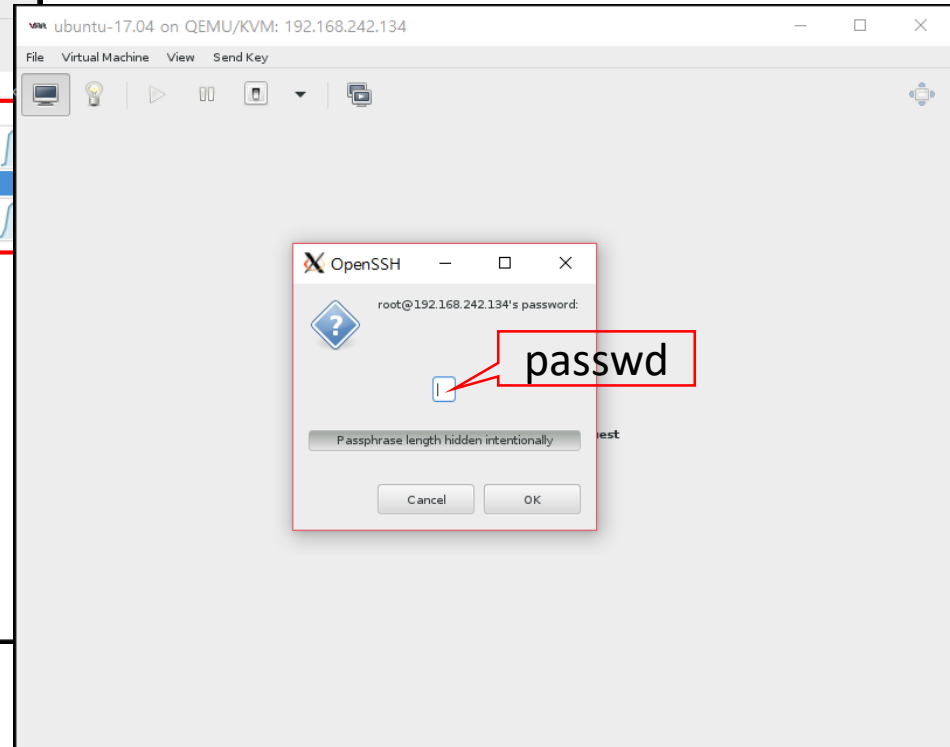 ubuntu-17.04 on QEMU/KVM: 192.168.242.134
File Virtual Machine View Send Key
OpenSSH
root@192.168.242.134's password:
passwd
Passphrase length hidden intentionally
Cancel OK